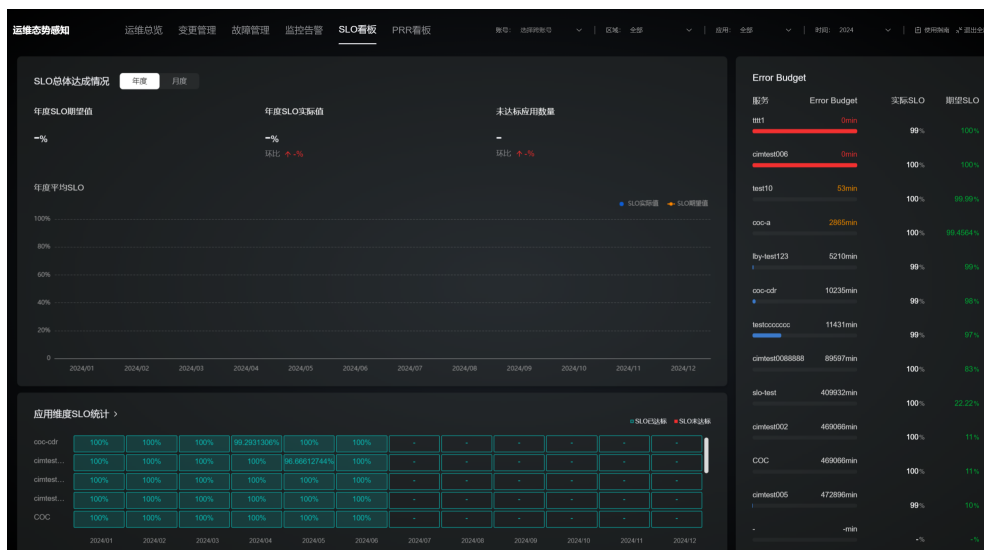 运维态势感知 运维总览 变更管理 故障管理 监控告警 SLO看板 PRR看板 账号: 选择跨账号 区域: 全部 应用: 全部 时间: 2024 使用指南 退出全
SLO总体达成情况 年度 月度
年度SLO期望值 年度SLO实际值 未达标应用数量
-% -% -
环比 ↑ -% 环比 ↑ -%
年度平均SLO
SLO实际值 SLO期望值
100%
80%
60%
40%
20%
0
2024/01 2024/02 2024/03 2024/04 2024/05 2024/06 2024/07 2024/08 2024/09 2024/10 2024/11 2024/12
应用维度SLO统计 >
SLO已达标 SLO未达标
coc-cdr 100% 100% 100% 99.2931306% 100% 100% - - - - - -
cimtest... 100% 100% 100% 100% 96.66612744% 100% - - - - - -
cimtest... 100% 100% 100% 100% 100% 100% - - - - - -
cimtest... 100% 100% 100% 100% 100% 100% - - - - - -
COC 100% 100% 100% 100% 100% 100% - - - - - -
2024/01 2024/02 2024/03 2024/04 2024/05 2024/06 2024/07 2024/08 2024/09 2024/10 2024/11 2024/12
Error Budget
服务 Error Budget 实际SLO 期望SLO
tttt1 0min 99% 100%
cimtest006 0min 100% 100%
test10 53min 100% 99.99%
coc-a 2865min 100% 99.4564%
lby-test123 5210min 99% 99%
coc-cdr 10235min 99% 98%
testccccccc 11431min 99% 97%
cimtest0088888 89597min 100% 83%
slo-test 409932min 100% 22.22%
cimtest002 469066min 100% 11%
COC 469066min 100% 11%
cimtest005 472896min 99% 10%
- -min -% -%